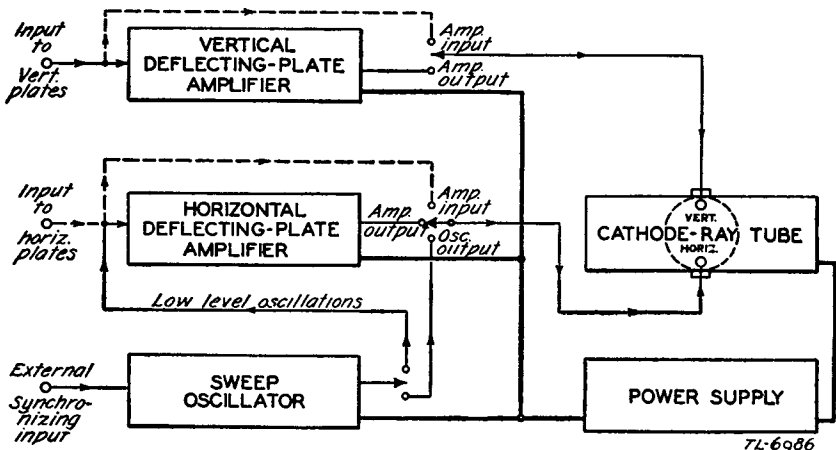 Input
to
Vert.
plates
VERTICAL
DEFLECTING-PLATE
AMPLIFIER
Amp.
input
Amp.
output
Input
to
horiz.
plates
HORIZONTAL
DEFLECTING-PLATE
AMPLIFIER
Amp.
output
Amp.
input
Osc.
output
VERT.
CATHODE-RAY TUBE
HORIZ.
Low level oscillations
External
Synchro-
nizing
input
SWEEP
OSCILLATOR
POWER SUPPLY
TL-6986